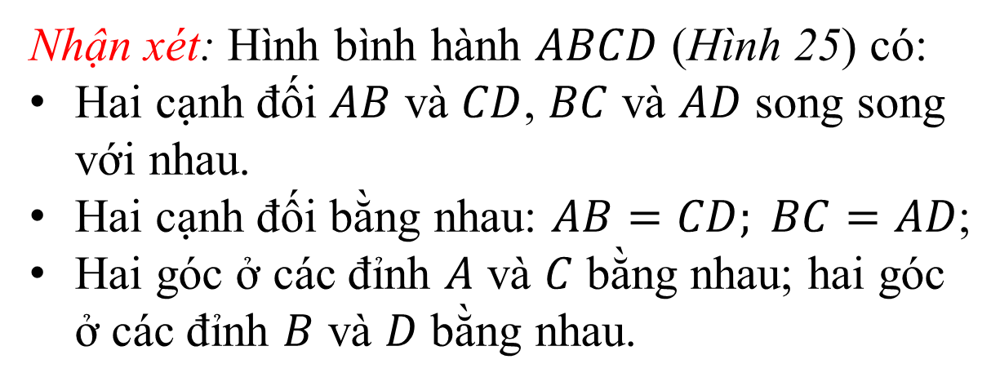 Nhận xét: Hình bình hành ABCD (Hình 25) có:
• Hai cạnh đối AB và CD, BC và AD song song
với nhau.
• Hai cạnh đối bằng nhau: AB = CD; BC = AD;
• Hai góc ở các đỉnh A và C bằng nhau; hai góc
ở các đỉnh B và D bằng nhau.